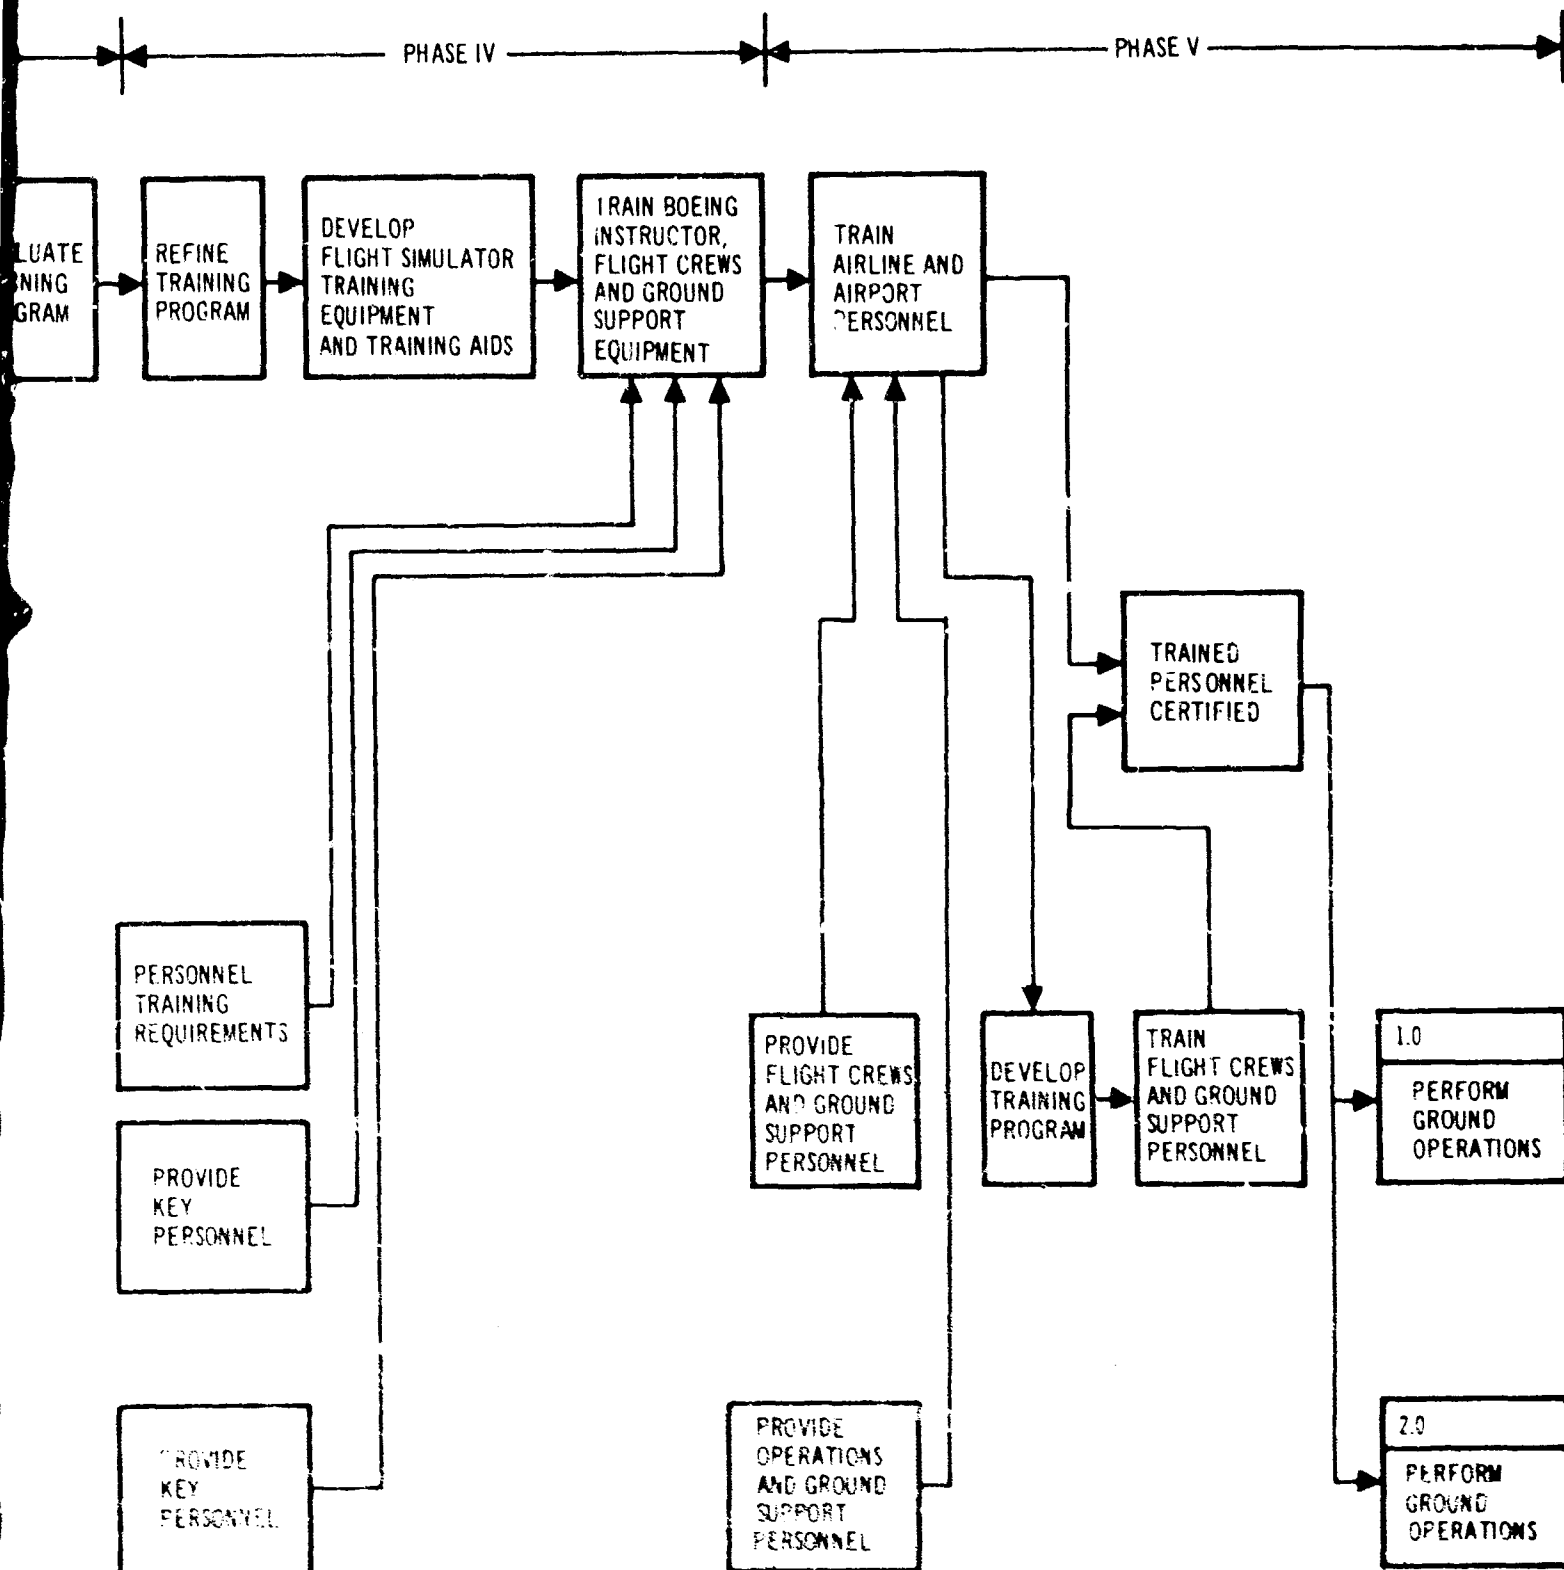 PHASE IV
PHASE V
LUATE
NING
GRAM
REFINE
TRAINING
PROGRAM
DEVELOP
FLIGHT SIMULATOR
TRAINING
EQUIPMENT
AND TRAINING AIDS
TRAIN BOEING
INSTRUCTOR,
FLIGHT CREWS
AND GROUND
SUPPORT
EQUIPMENT
TRAIN
AIRLINE AND
AIRPORT
PERSONNEL
TRAINED
PERSONNEL
CERTIFIED
PERSONNEL
TRAINING
REQUIREMENTS
PROVIDE
FLIGHT CREWS
AND GROUND
SUPPORT
PERSONNEL
DEVELOP
TRAINING
PROGRAM
TRAIN
FLIGHT CREWS
AND GROUND
SUPPORT
PERSONNEL
1.0
PERFORM
GROUND
OPERATIONS
PROVIDE
KEY
PERSONNEL
PROVIDE
KEY
PERSONNEL
PROVIDE
OPERATIONS
AND GROUND
SUPPORT
PERSONNEL
2.0
PERFORM
GROUND
OPERATIONS